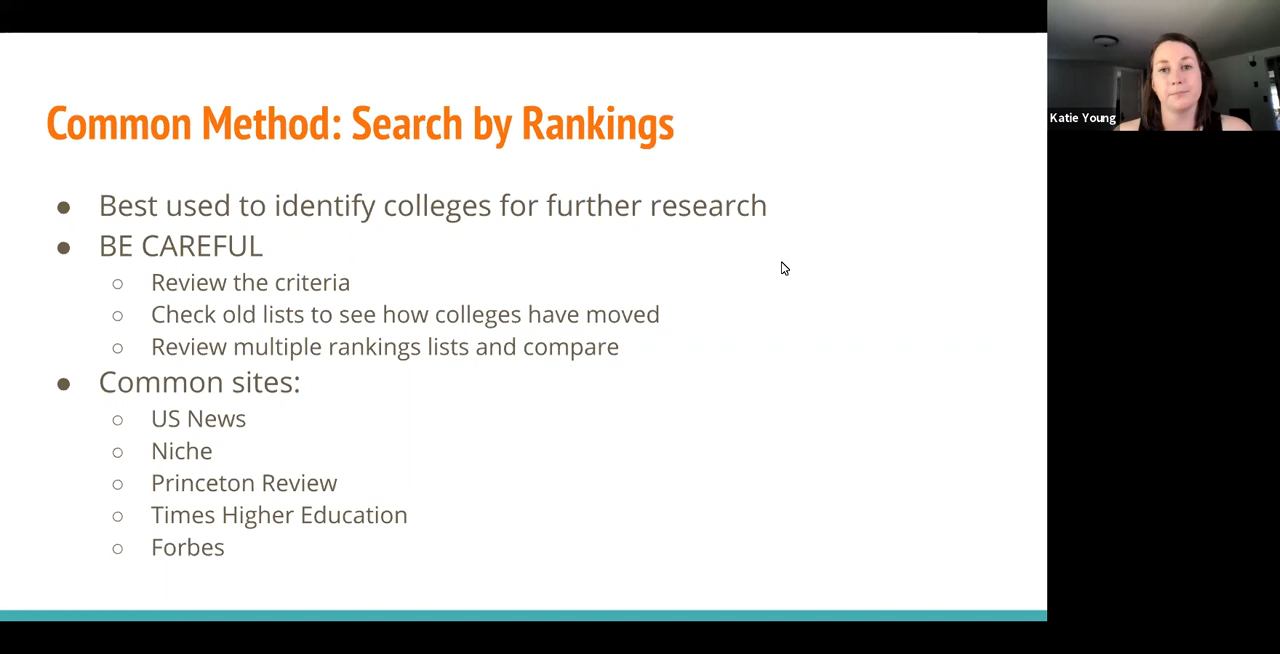 Common Method: Search by Rankings
Katie Young
● Best used to identify colleges for further research
● BE CAREFUL
○ Review the criteria
○ Check old lists to see how colleges have moved
○ Review multiple rankings lists and compare
● Common sites:
○ US News
○ Niche
○ Princeton Review
○ Times Higher Education
○ Forbes